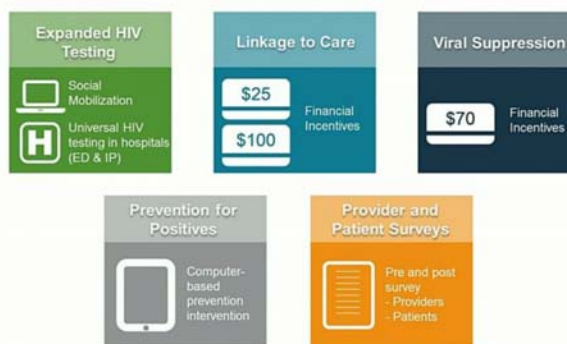 Expanded HIV
Testing
Social
Mobilization
H
Universal HIV
testing in hospitals
(ED & IP)
Linkage to Care
$25
$100
Financial
Incentives
Viral Suppression
$70
Financial
Incentives
Prevention for
Positives
Computer-
based
prevention
intervention
Provider and
Patient Surveys
Pre and post
survey
- Providers
- Patients